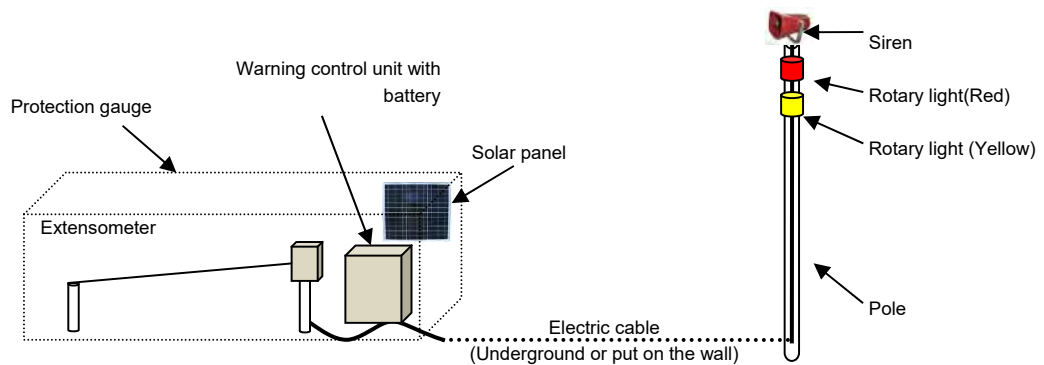 Siren
Warning control unit with
battery
Rotary light(Red)
Protection gauge
Rotary light (Yellow)
Solar panel
Extensometer
Pole
Electric cable
(Underground or put on the wall)